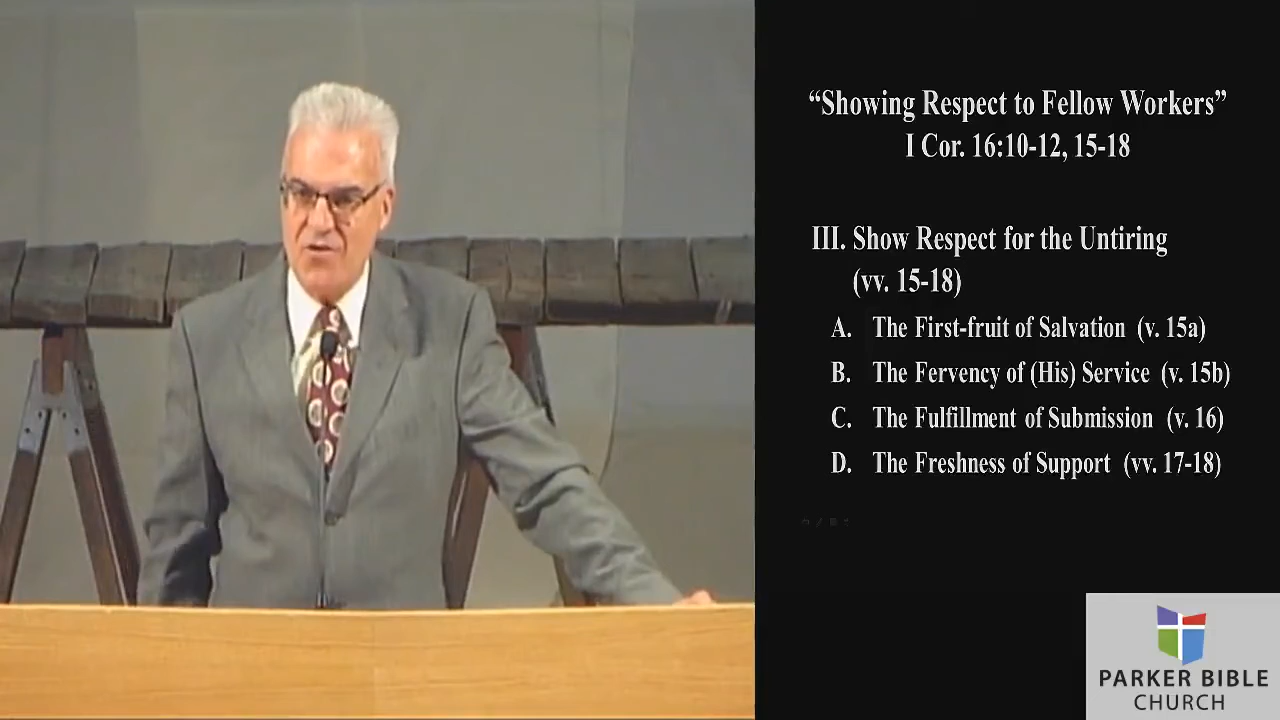 “Showing Respect to Fellow Workers”
I Cor. 16:10-12, 15-18
III. Show Respect for the Untiring
(vv. 15-18)
A. The First-fruit of Salvation (v. 15a)
B. The Fervency of (His) Service (v. 15b)
C. The Fulfillment of Submission (v. 16)
D. The Freshness of Support (vv. 17-18)
PARKER BIBLE
CHURCH